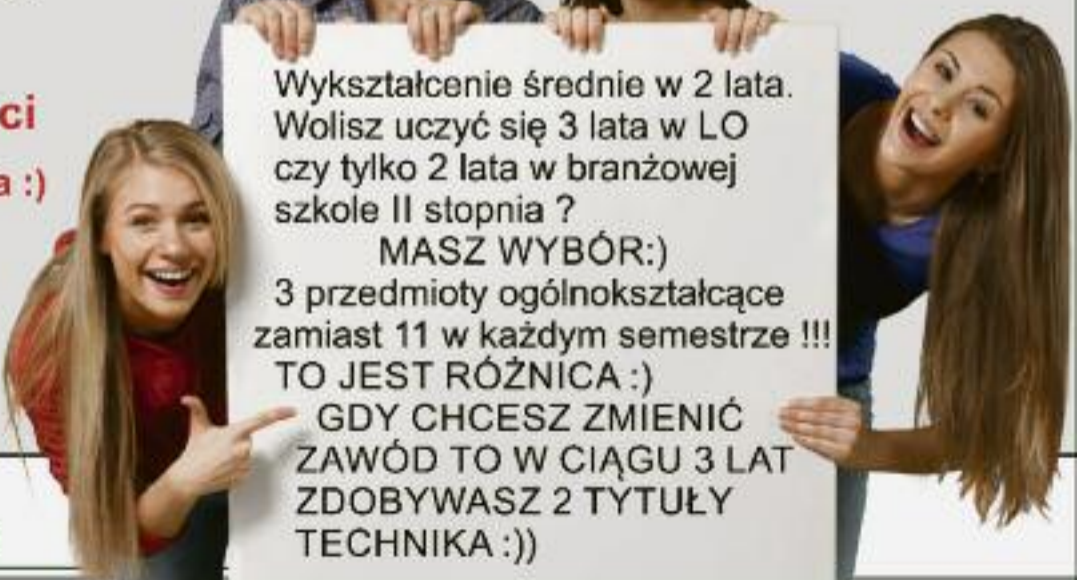 ci
a :)
Wykształcenie średnie w 2 lata.
Wolisz uczyć się 3 lata w LO
czy tylko 2 lata w branżowej
szkole II stopnia ?
MASZ WYBÓR:)
3 przedmioty ogólnokształcące
zamiast 11 w każdym semestrze !!!
TO JEST RÓŻNICA :)
GDY CHCESZ ZMIENIĆ
ZAWÓD TO W CIĄGU 3 LAT
ZDOBYWASZ 2 TYTUŁY
TECHNIKA :))